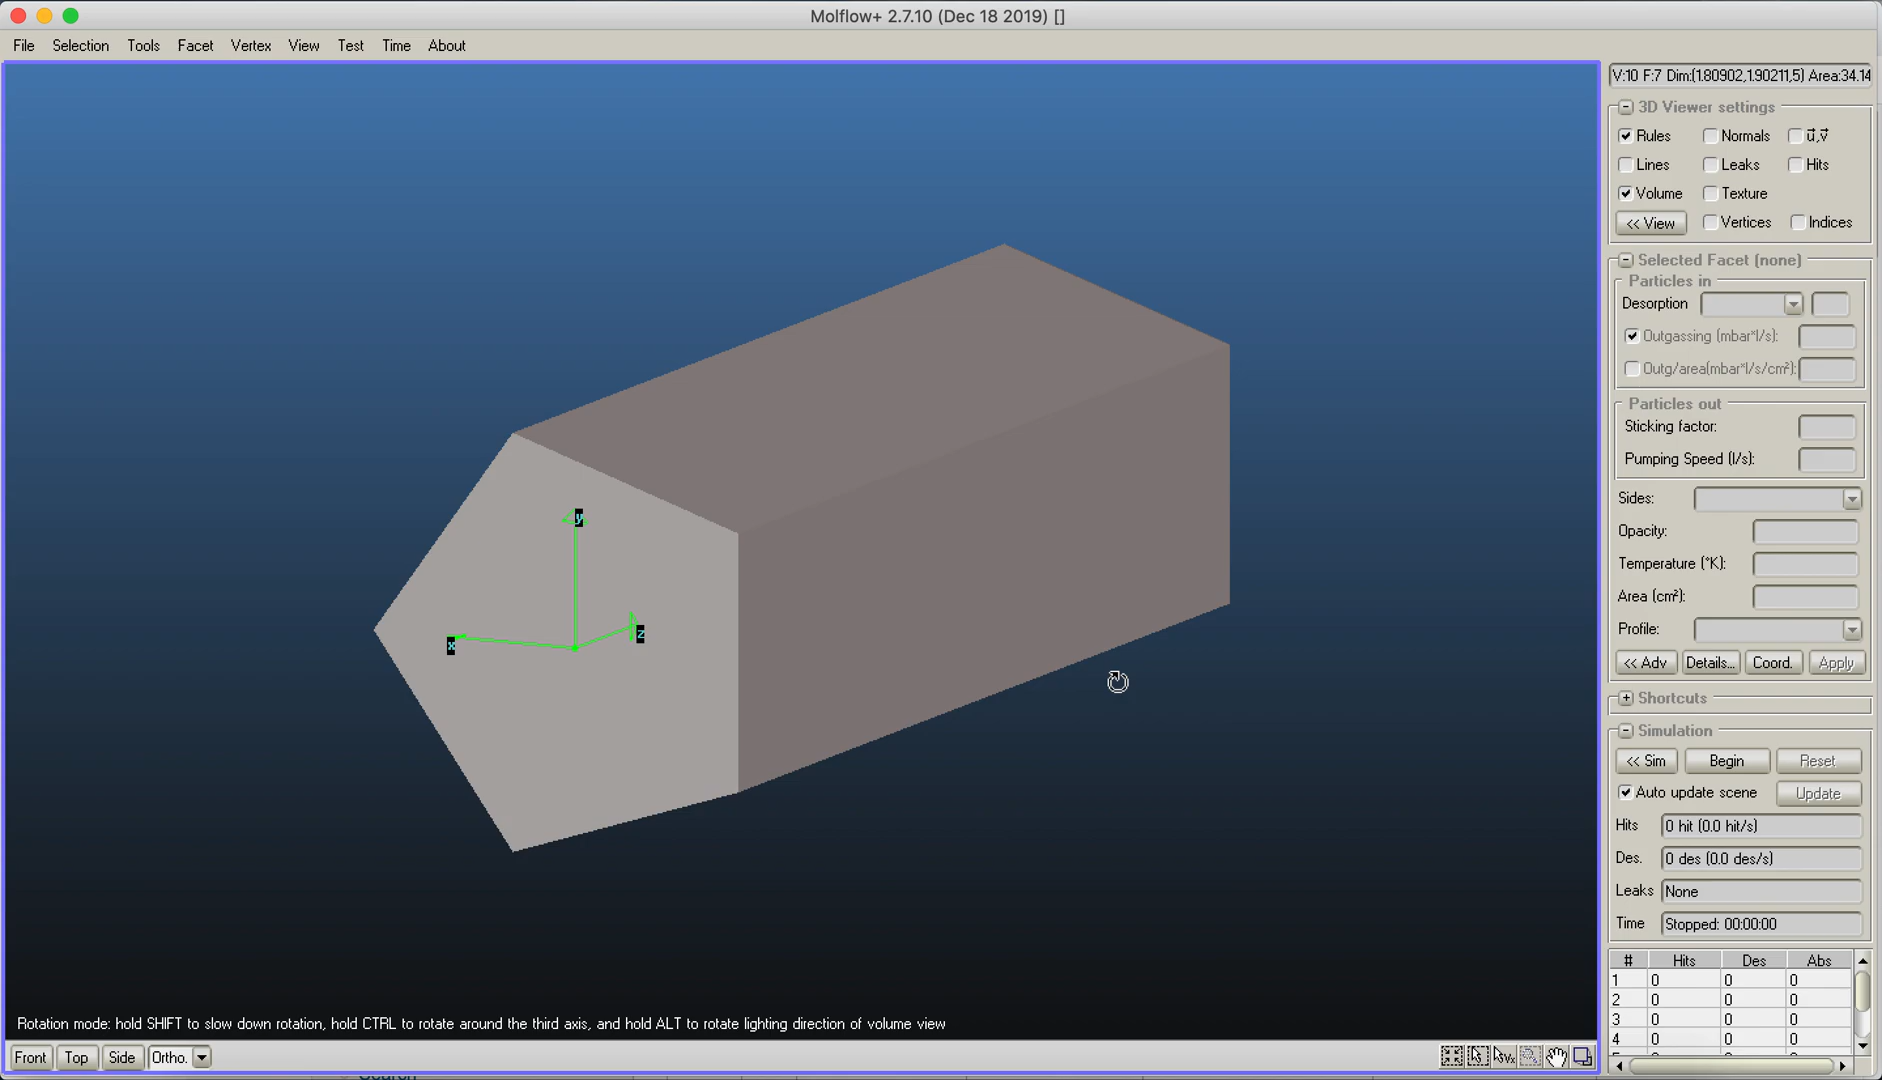 Molflow+ 2.7.10 (Dec 18 2019) []
File Selection Tools Facet Vertex View Test Time About
V:10 F:7 Dim:(1.80902,1.90211,5) Area:34.14
3D Viewer settings
Rules Normals u,v
Lines Leaks Hits
Volume Texture
<< View Vertices Indices
Selected Facet (none)
Particles in
Desorption
Outgassing (mbar*l/s):
Outg/area(mbar*l/s/cm²):
Particles out
Sticking factor:
Pumping Speed (l/s):
Sides:
Opacity:
Temperature (°K):
Area (cm²):
Profile:
<< Adv Details... Coord. Apply
Shortcuts
Simulation
<< Sim Begin Reset
Auto update scene Update
Hits 0 hit (0.0 hit/s)
Des. 0 des (0.0 des/s)
Leaks None
Time Stopped: 00:00:00
# Hits Des Abs
1 0 0 0
2 0 0 0
3 0 0 0
4 0 0 0
y
x
z
Rotation mode: hold SHIFT to slow down rotation, hold CTRL to rotate around the third axis, and hold ALT to rotate lighting direction of volume view
Front Top Side Ortho.
Vx